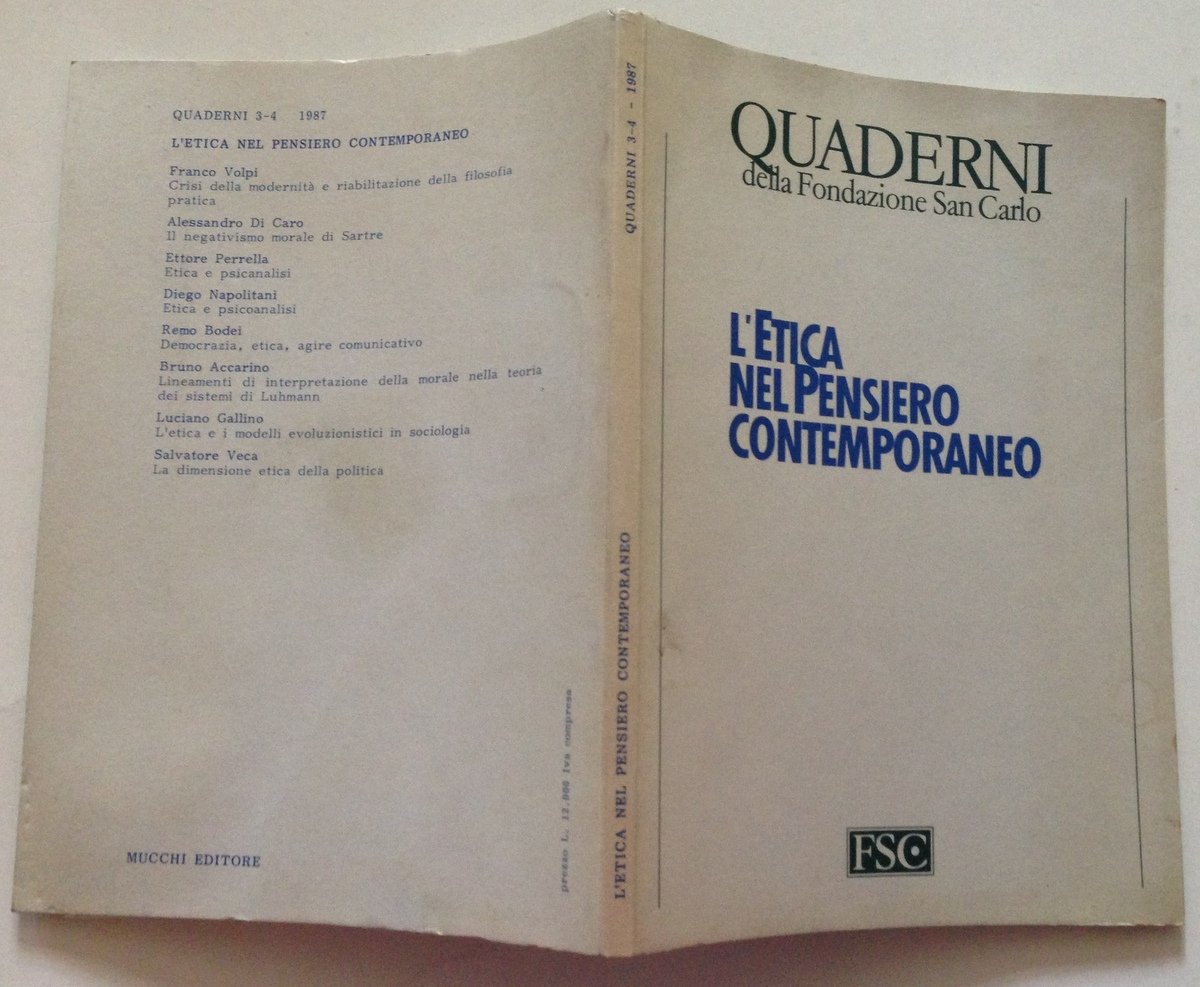 QUADERNI 3-4 1987
L'ETICA NEL PENSIERO CONTEMPORANEO
Franco Volpi
Crisi della modernità e riabilitazione della filosofia
pratica
Alessandro Di Caro
Il negativismo morale di Sartre
Ettore Perrella
Etica e psicanalisi
Diego Napolitani
Etica e psicoanalisi
Remo Bodei
Democrazia, etica, agire comunicativo
Bruno Accarino
Lineamenti di interpretazione della morale nella teoria
dei sistemi di Luhmann
Luciano Gallino
L'etica e i modelli evoluzionistici in sociologia
Salvatore Veca
La dimensione etica della politica
MUCCHI EDITORE
prezzo L. 12.000 Iva compresa
L'ETICA NEL PENSIERO CONTEMPORANEO
QUADERNI 3-4 - 1987
QUADERNI
della Fondazione San Carlo
L'ETICA
NEL PENSIERO
CONTEMPORANEO
FSC